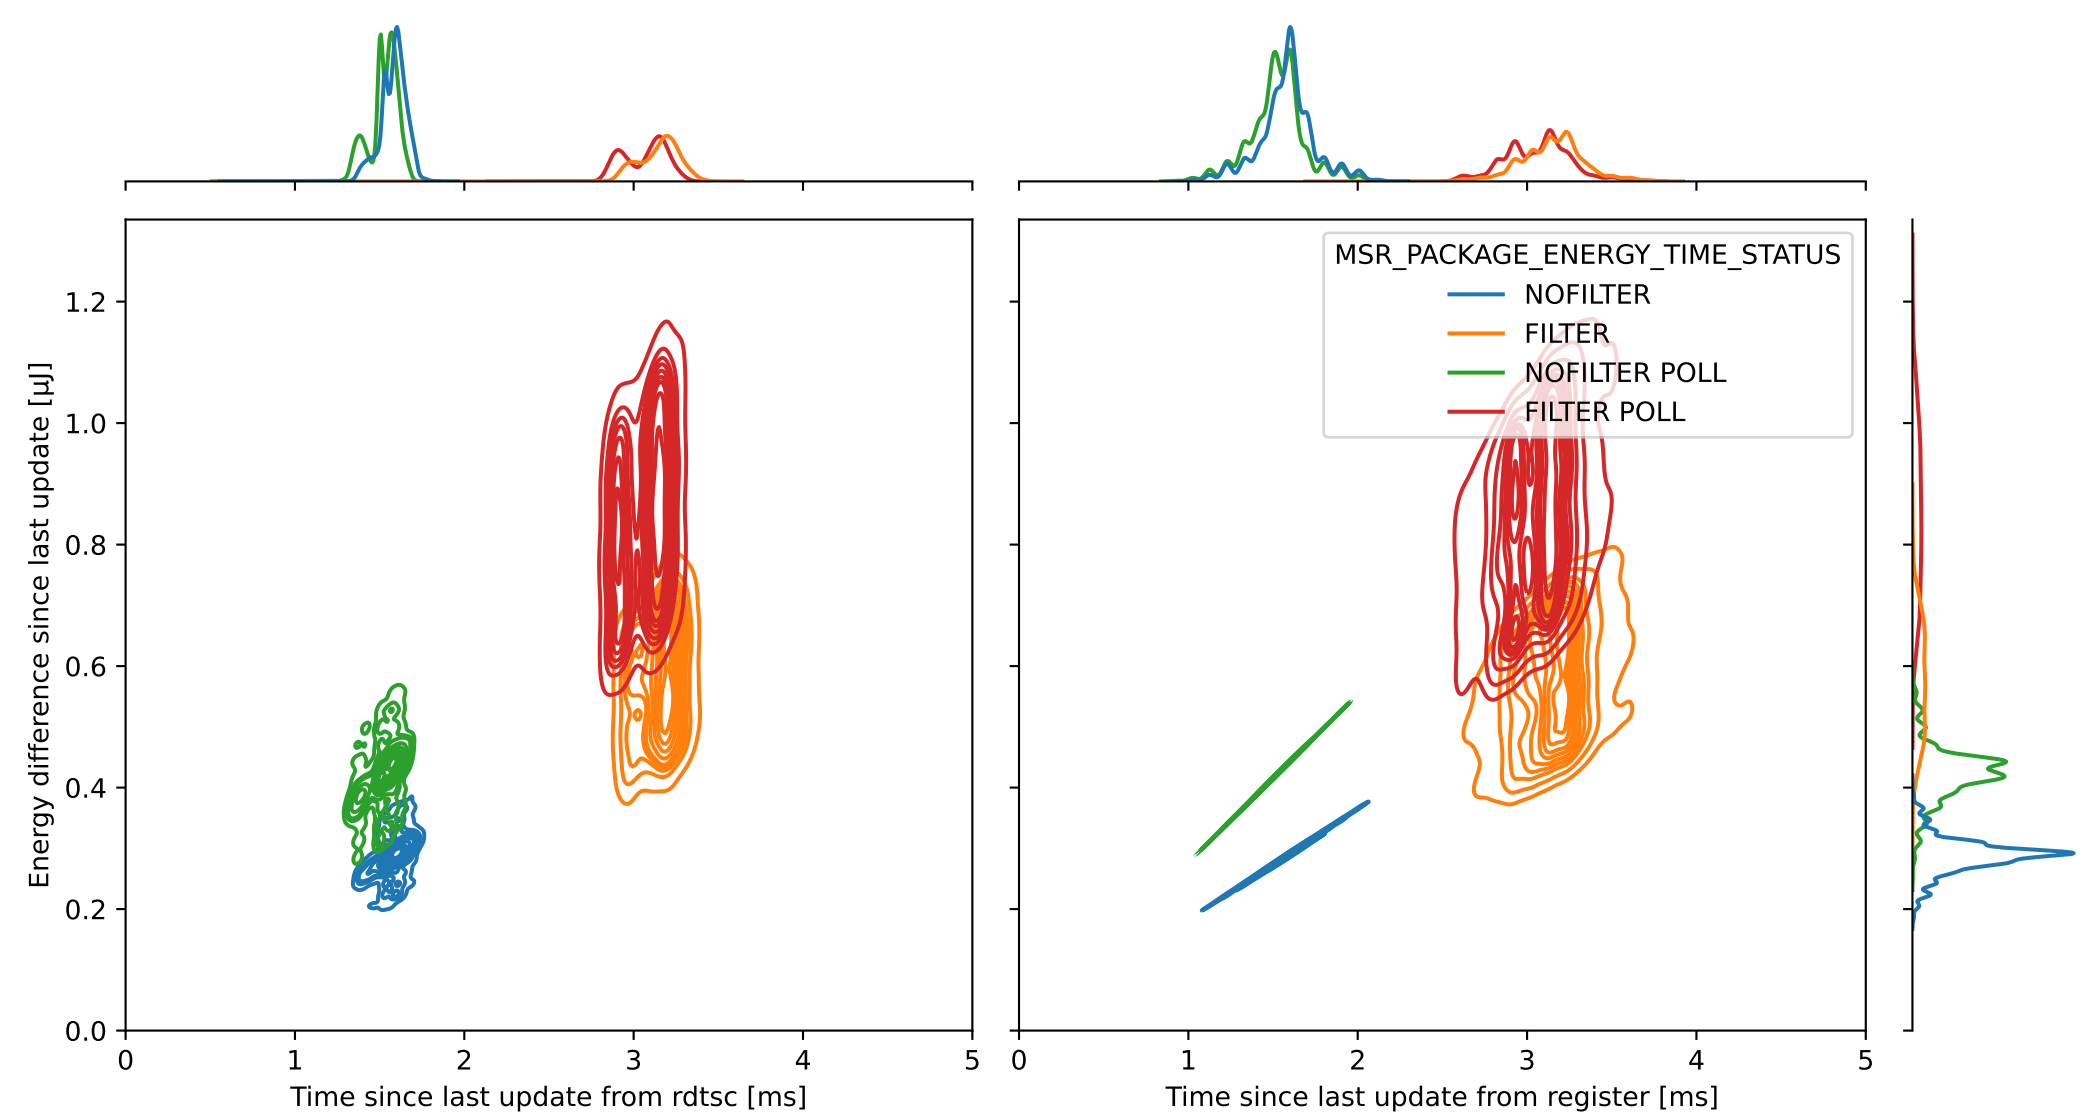 MSR_PACKAGE_ENERGY_TIME_STATUS
NOFILTER
FILTER
NOFILTER POLL
FILTER POLL
Energy difference since last update [µJ]
1.2
1.0
0.8
0.6
0.4
0.2
0.0
0 1 2 3 4 5
0 1 2 3 4 5
Time since last update from rdtsc [ms]
Time since last update from register [ms]